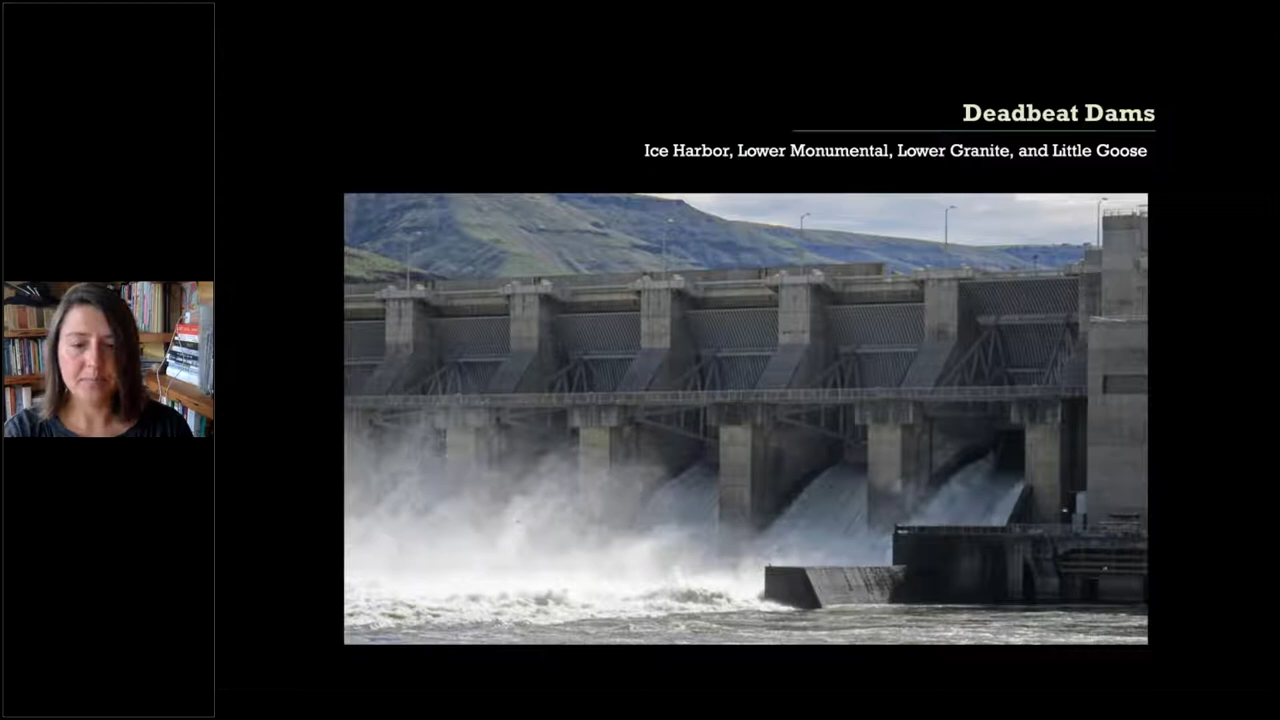 Deadbeat Dams
Ice Harbor, Lower Monumental, Lower Granite, and Little Goose